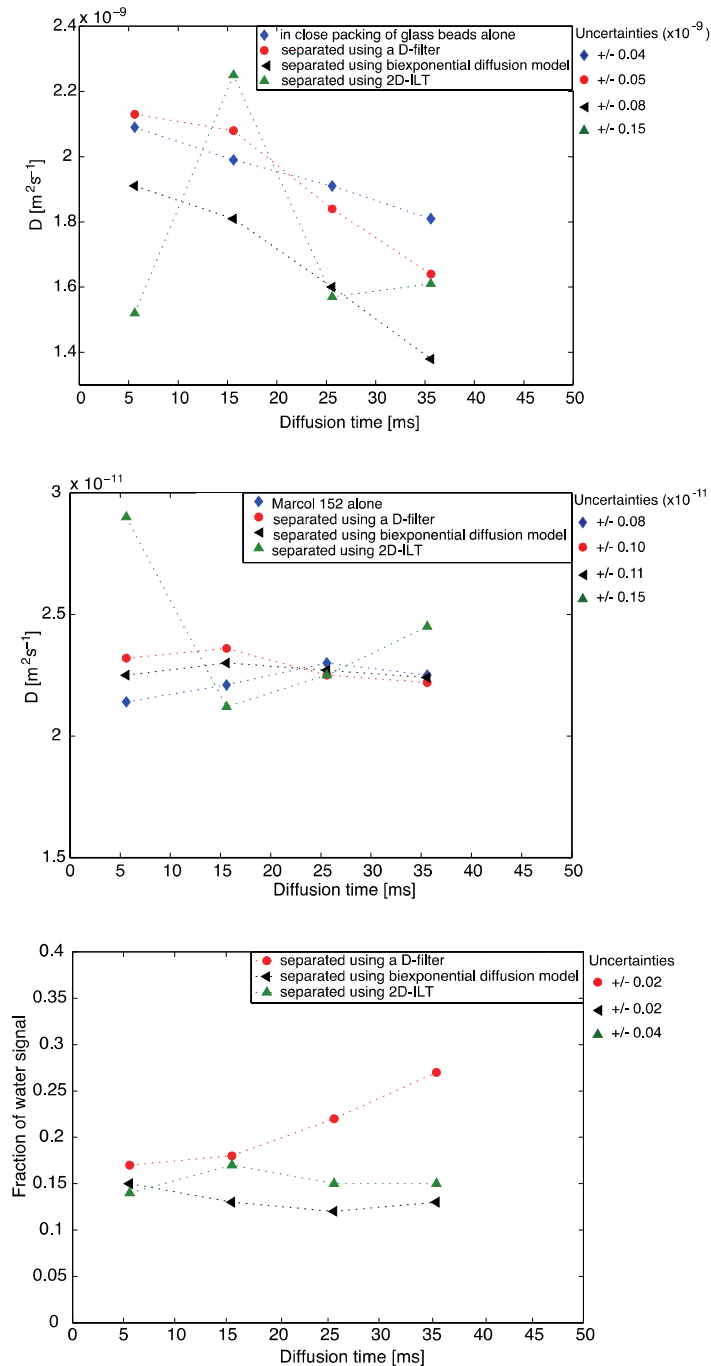 x 10−9
in close packing of glass beads alone
separated using a D-filter
separated using biexponential diffusion model
separated using 2D-ILT
Uncertainties (x10−9)
+/- 0.04
+/- 0.05
+/- 0.08
+/- 0.15
2.4
2.2
2
1.8
1.6
1.4
D [m2s−1]
0 5 10 15 20 25 30 35 40 45 50
Diffusion time [ms]
x 10−11
Marcol 152 alone
separated using a D-filter
separated using biexponential diffusion model
separated using 2D-ILT
Uncertainties (x10-11
+/- 0.08
+/- 0.10
+/- 0.11
+/- 0.15
3
2.5
2
1.5
D [m2s−1]
0 5 10 15 20 25 30 35 40 45 50
Diffusion time [ms]
separated using a D-filter
separated using biexponential diffusion model
separated using 2D-ILT
Uncertainties
+/- 0.02
+/- 0.02
+/- 0.04
0.4
0.35
0.3
0.25
0.2
0.15
0.1
0.05
0
Fraction of water signal
0 5 10 15 20 25 30 35 40 45 50
Diffusion time [ms]